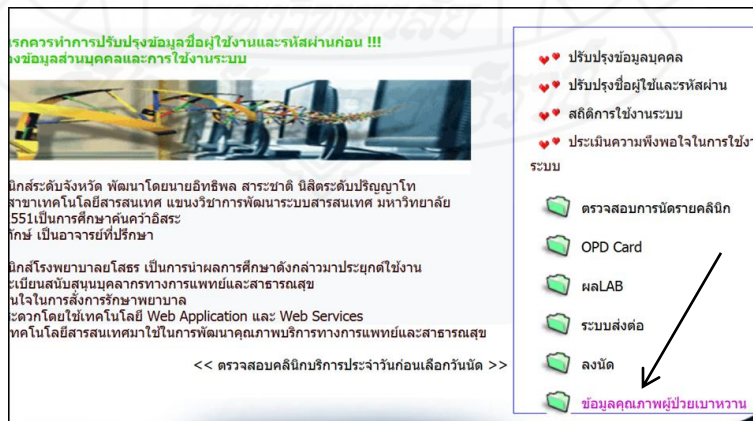 แรกควรทำการปรับปรุงข้อมูลชื่อผู้ใช้งานและรหัสผ่านก่อน !!!
งข้อมูลส่วนบุคคลและการใช้งานระบบ
นิกส์ระดับจังหวัด พัฒนาโดยนายอิทธิพล สาระชาติ นิสิตระดับปริญญาโท
สาขาเทคโนโลยีสารสนเทศ แขนงวิชาการพัฒนาระบบสารสนเทศ มหาวิทยาลัย
551เป็นการศึกษาค้นคว้าอิสระ
ทักษ์ เป็นอาจารย์ที่ปรึกษา
นิกส์โรงพยาบาลยโสธร เป็นการนำผลการศึกษาดังกล่าวมาประยุกต์ใช้งาน
ะเบียนสนับสนุนบุคลากรทางการแพทย์และสาธารณสุข
นใจในการสั่งการรักษาพยาบาล
ะดวกโดยใช้เทคโนโลยี Web Application และ Web Services
เทคโนโลยีสารสนเทศมาใช้ในการพัฒนาคุณภาพบริการทางการแพทย์และสาธารณสุข
<< ตรวจสอบคลินิกบริการประจำวันก่อนเลือกวันนัด >>
ปรับปรุงข้อมูลบุคคล
ปรับปรุงชื่อผู้ใช้และรหัสผ่าน
สถิติการใช้งานระบบ
ประเมินความพึงพอใจในการใช้งา
ระบบ
ตรวจสอบการนัดรายคลินิก
OPD Card
ผลLAB
ระบบส่งต่อ
ลงนัด
ข้อมูลคุณภาพผู้ป่วยเบาหวาน